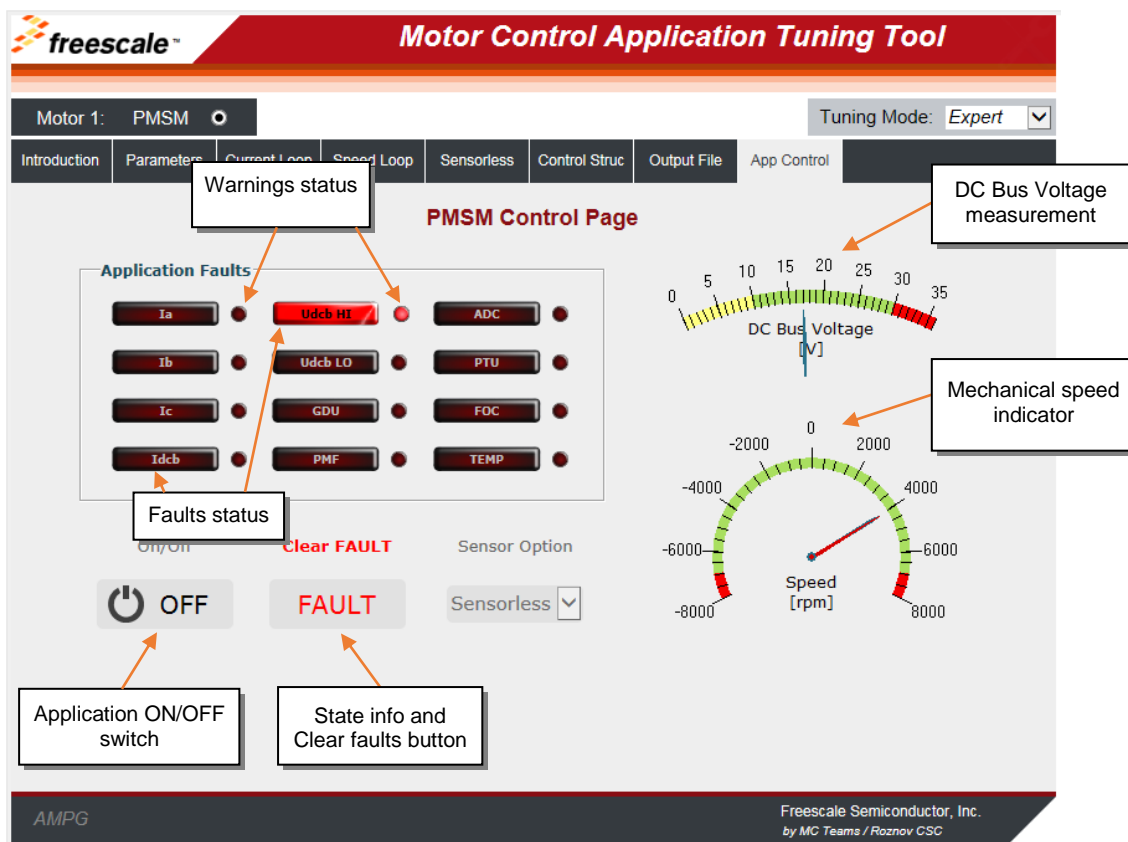 freescale™
Motor Control Application Tuning Tool
Motor 1: PMSM
Tuning Mode: Expert
Introduction Parameters Current Loop Speed Loop Sensorless Control Struc Output File App Control
Warnings status
DC Bus Voltage
measurement
PMSM Control Page
Application Faults
Ia Udcb HI ADC
Ib Udcb LO PTU
Ic GDU FOC
Idcb PMF TEMP
Faults status
0 5 10 15 20 25 30 35
DC Bus Voltage
[V]
Mechanical speed
indicator
-8000 -6000 -4000 -2000 0 2000 4000 6000 8000
Speed
[rpm]
On/Off Clear FAULT Sensor Option
OFF FAULT Sensorless
Application ON/OFF
switch
State info and
Clear faults button
AMPG
Freescale Semiconductor, Inc.
by MC Teams / Roznov CSC